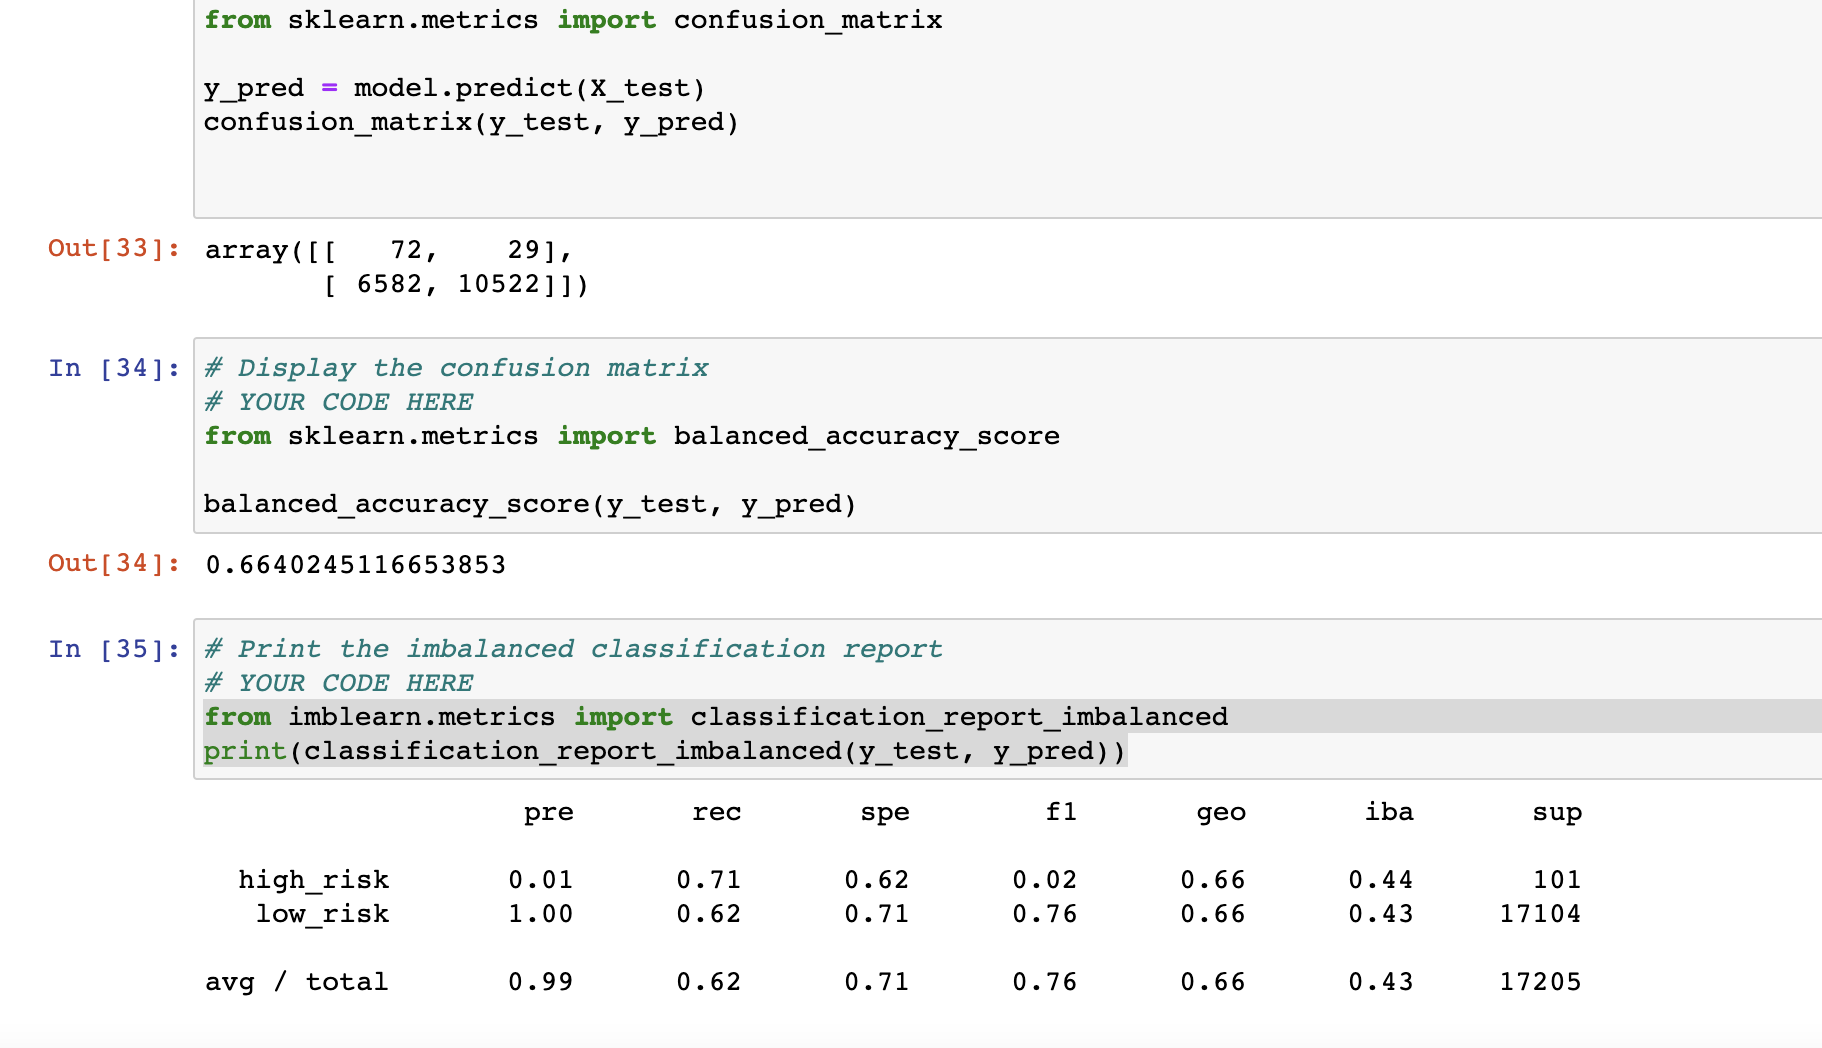 from sklearn.metrics import confusion_matrix
y_pred = model.predict(X_test)
confusion_matrix(y_test, y_pred)
Out[33]: array([[   72,    29],
       [ 6582, 10522]])
In [34]: # Display the confusion matrix
# YOUR CODE HERE
from sklearn.metrics import balanced_accuracy_score
balanced_accuracy_score(y_test, y_pred)
Out[34]: 0.6640245116653853
In [35]: # Print the imbalanced classification report
# YOUR CODE HERE
from imblearn.metrics import classification_report_imbalanced
print(classification_report_imbalanced(y_test, y_pred))
pre rec spe f1 geo iba sup
high_risk 0.01 0.71 0.62 0.02 0.66 0.44 101
low_risk 1.00 0.62 0.71 0.76 0.66 0.43 17104
avg / total 0.99 0.62 0.71 0.76 0.66 0.43 17205